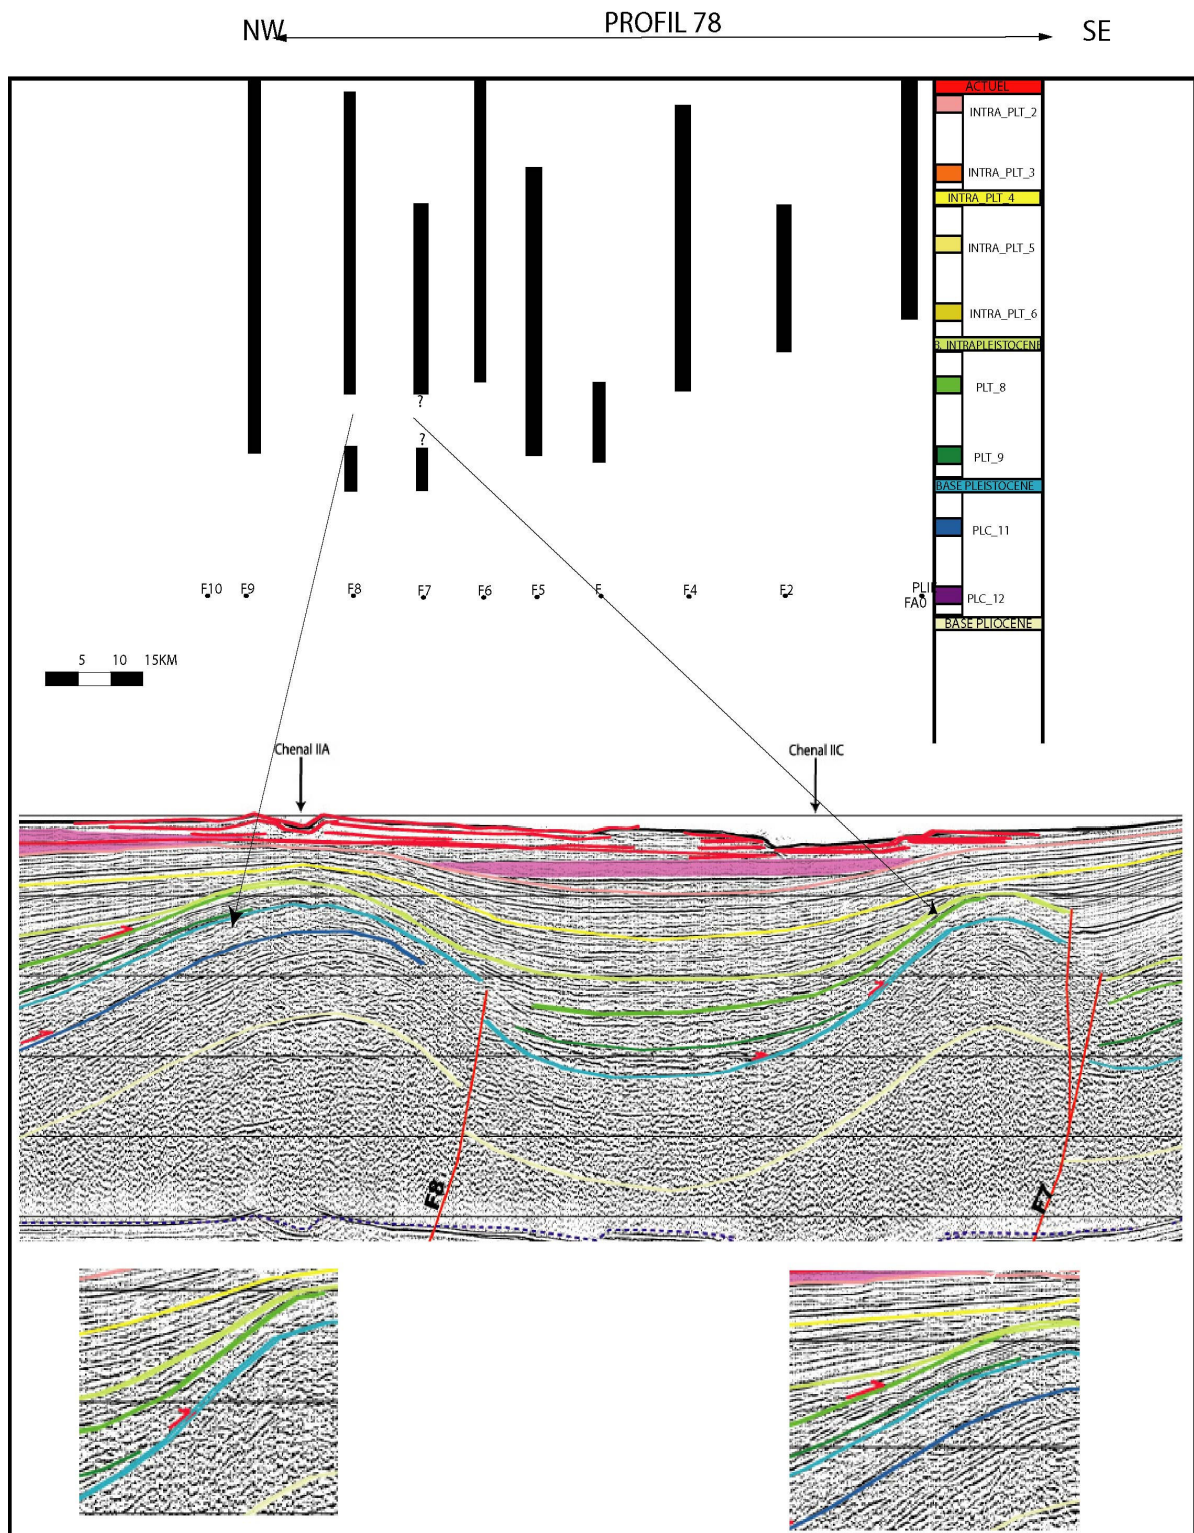 NW PROFIL 78 SE
ACTUEL
INTRA_PLT_2
INTRA_PLT_3
INTRA_PLT_4
INTRA_PLT_5
INTRA_PLT_6
B. INTRAPLEISTOCENE
PLT_8
?
?
PLT_9
BASE PLEISTOCENE
PLC_11
F10 F9 F8 F7 F6 F5 F F4 F2 PLI
FA0
PLC_12
BASE PLIOCENE
5 10 15KM
Chenal IIA
Chenal IIC
F8
F7